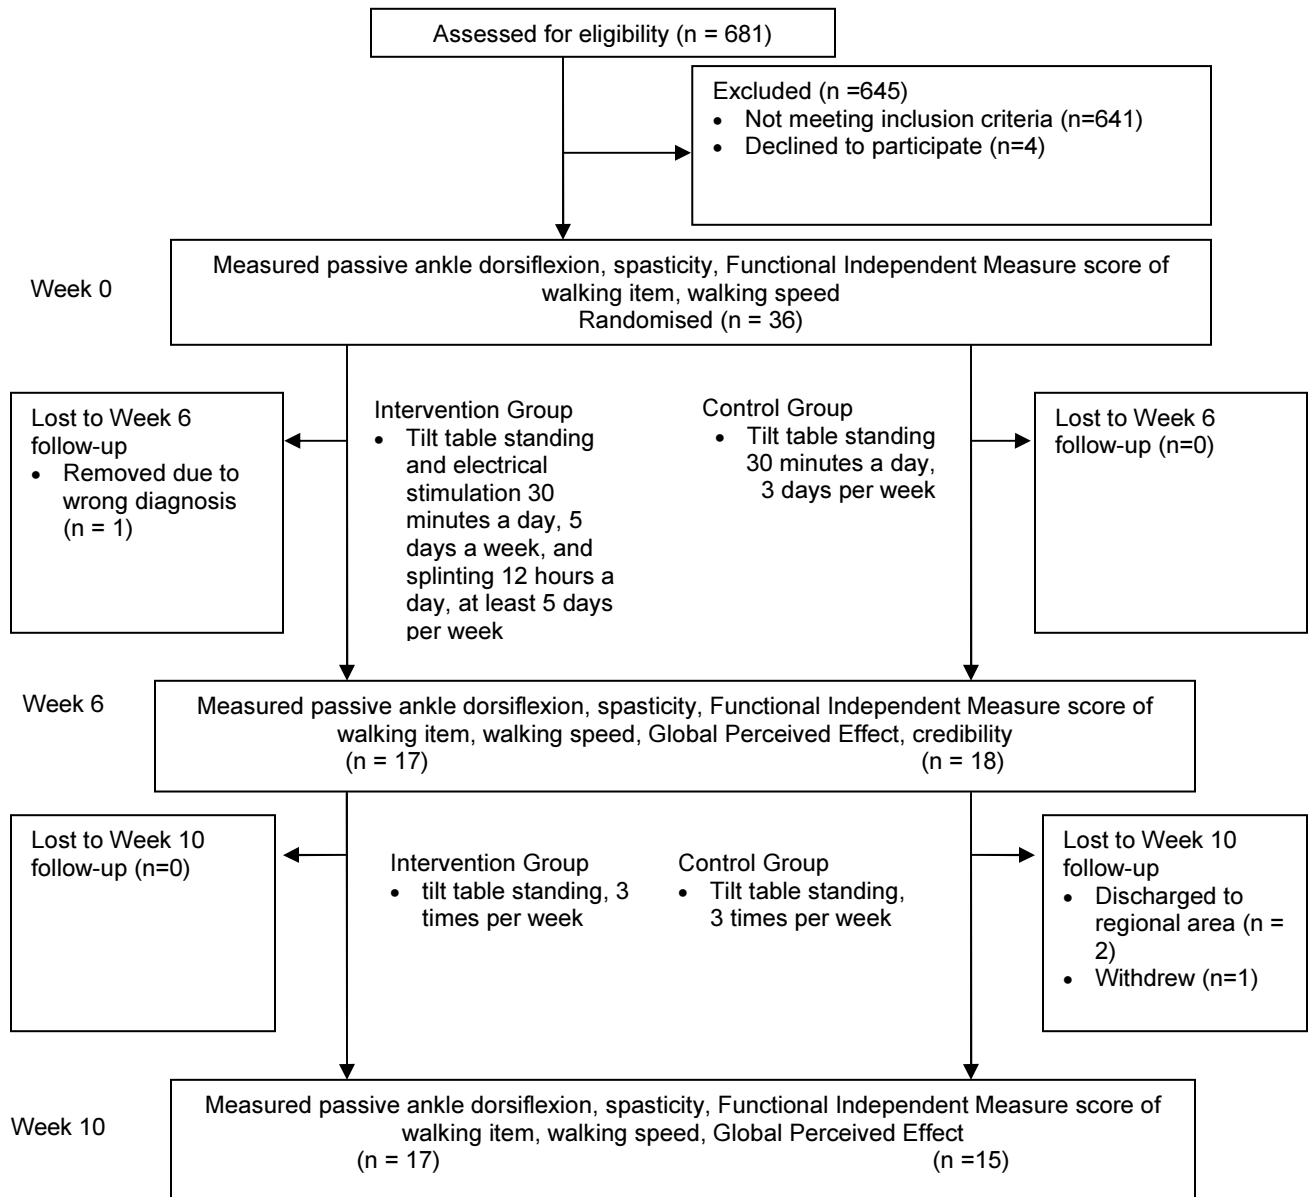 Assessed for eligibility (n = 681)
Excluded (n =645)
• Not meeting inclusion criteria (n=641)
• Declined to participate (n=4)
Week 0
Measured passive ankle dorsiflexion, spasticity, Functional Independent Measure score of
walking item, walking speed
Randomised (n = 36)
Lost to Week 6
follow-up
• Removed due to
wrong diagnosis
(n = 1)
Intervention Group
• Tilt table standing
and electrical
stimulation 30
minutes a day, 5
days a week, and
splinting 12 hours a
day, at least 5 days
per week
Control Group
• Tilt table standing
30 minutes a day,
3 days per week
Lost to Week 6
follow-up (n=0)
Week 6
Measured passive ankle dorsiflexion, spasticity, Functional Independent Measure score of
walking item, walking speed, Global Perceived Effect, credibility
(n = 17) (n = 18)
Lost to Week 10
follow-up (n=0)
Intervention Group
• tilt table standing, 3
times per week
Control Group
• Tilt table standing,
3 times per week
Lost to Week 10
follow-up
• Discharged to
regional area (n =
2)
• Withdrew (n=1)
Week 10
Measured passive ankle dorsiflexion, spasticity, Functional Independent Measure score of
walking item, walking speed, Global Perceived Effect
(n = 17) (n =15)